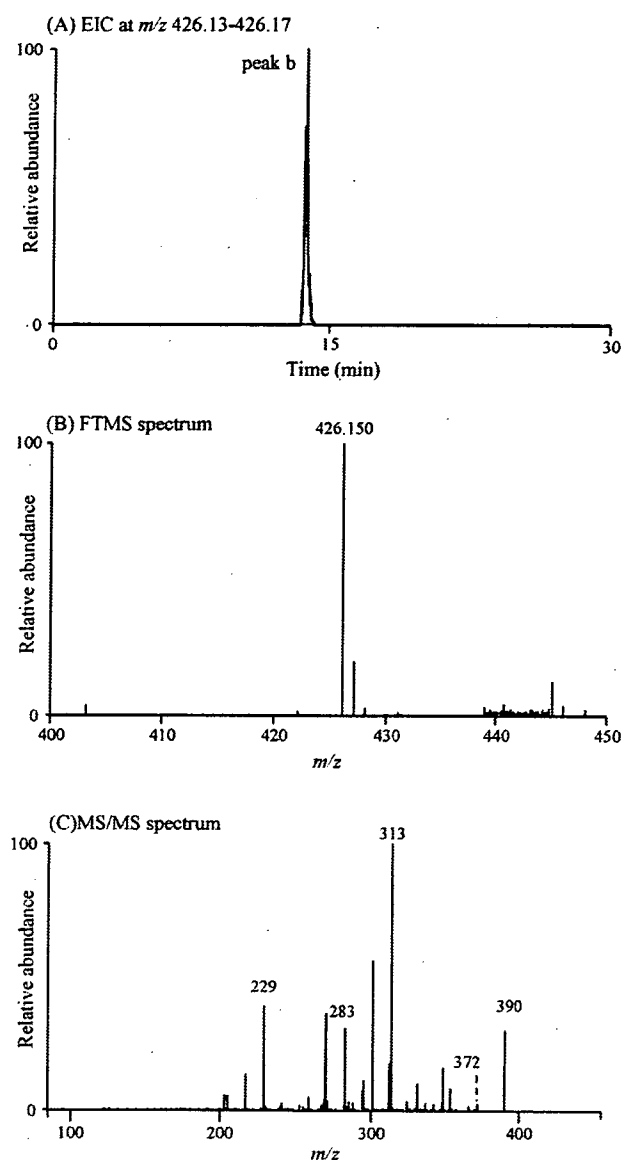 (A) EIC at m/z 426.13-426.17
100
peak b
Relative abundance
0
0 15 30
Time (min)
(B) FTMS spectrum
426.150
100
Relative abundance
0
400 410 420 430 440 450
m/z
(C)MS/MS spectrum
313
100
229
283
390
372
Relative abundance
0
100 200 300 400
m/z